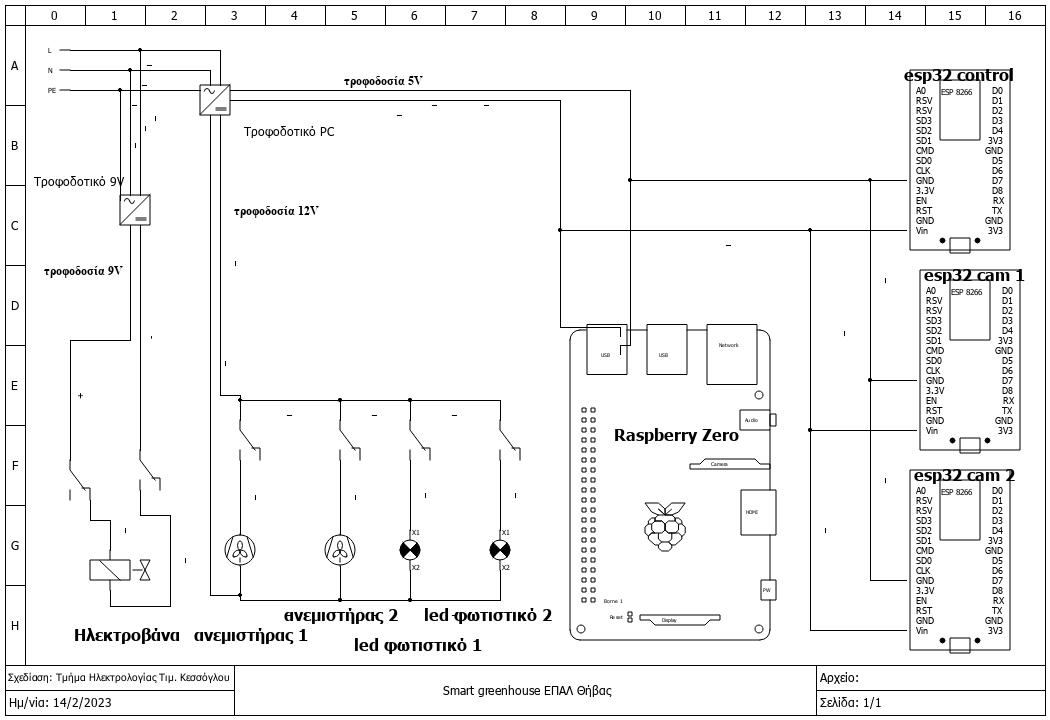 0 1 2 3 4 5 6 7 8 9 10 11 12 13 14 15 16
A
B
C
D
E
F
G
H
L
N
PE
τροφοδοσία 5V
Τροφοδοτικό PC
Τροφοδοτικό 9V
τροφοδοσία 12V
τροφοδοσία 9V
+
esp32 control
ESP 8266
A0 D0
RSV D1
RSV D2
SD3 D3
SD2 D4
SD1 3V3
CMD GND
SD0 D5
CLK D6
GND D7
3.3V D8
EN RX
RST TX
GND GND
Vin 3V3
esp32 cam 1
ESP 8266
A0 D0
RSV D1
RSV D2
SD3 D3
SD2 D4
SD1 3V3
CMD GND
SD0 D5
CLK D6
GND D7
3.3V D8
EN RX
RST TX
GND GND
Vin 3V3
esp32 cam 2
ESP 8266
A0 D0
RSV D1
RSV D2
SD3 D3
SD2 D4
SD1 3V3
CMD GND
SD0 D5
CLK D6
GND D7
3.3V D8
EN RX
RST TX
GND GND
Vin 3V3
USB
USB
Network
Audio
Raspberry Zero
Camera
HDMI
PW
Borne 1
Reset
Display
X1
X2
X1
X2
Ηλεκτροβάνα
ανεμιστήρας 1
ανεμιστήρας 2
led φωτιστικό 2
led φωτιστικό 1
Σχεδίαση: Τμήμα Ηλεκτρολογίας Τιμ. Κεσσόγλου
Ημ/νία: 14/2/2023
Smart greenhouse ΕΠΑΛ Θήβας
Αρχείο:
Σελίδα: 1/1